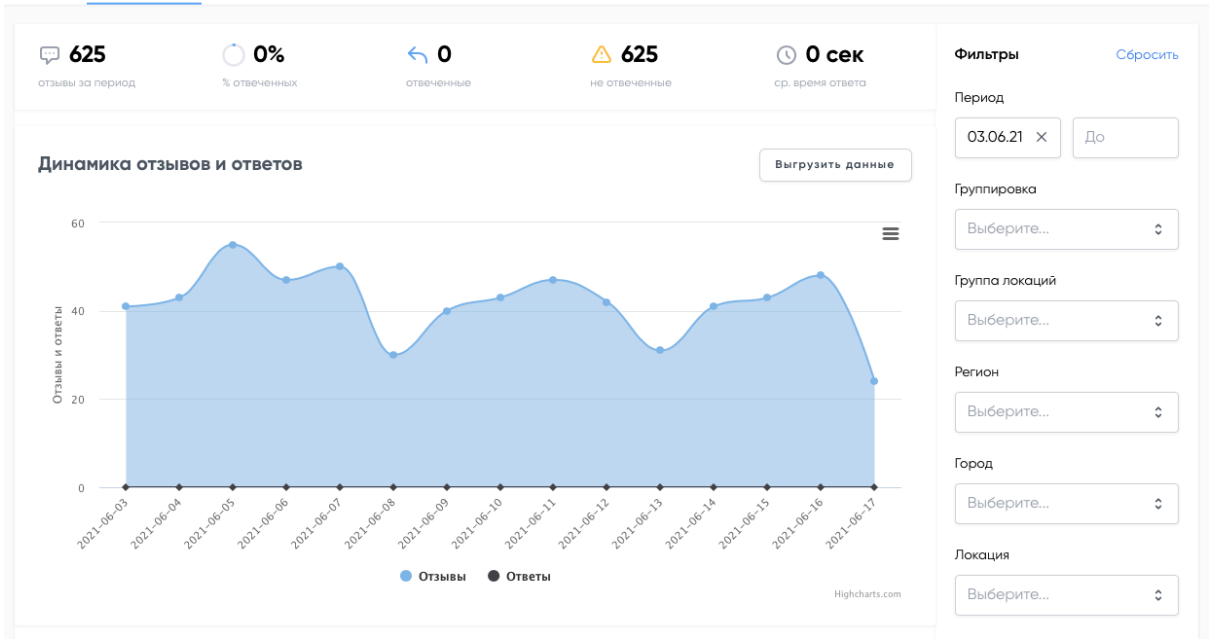 625
отзывы за период
0%
% отвеченных
0
отвеченные
625
не отвеченные
0 сек
ср. время ответа
Динамика отзывов и ответов
Выгрузить данные
Отзывы и ответы
60
40
20
0
2021-06-03
2021-06-04
2021-06-05
2021-06-06
2021-06-07
2021-06-08
2021-06-09
2021-06-10
2021-06-11
2021-06-12
2021-06-13
2021-06-14
2021-06-15
2021-06-16
2021-06-17
Отзывы
Ответы
Highcharts.com
Фильтры
Сбросить
Период
03.06.21
До
Группировка
Выберите...
Группа локаций
Выберите...
Регион
Выберите...
Город
Выберите...
Локация
Выберите...